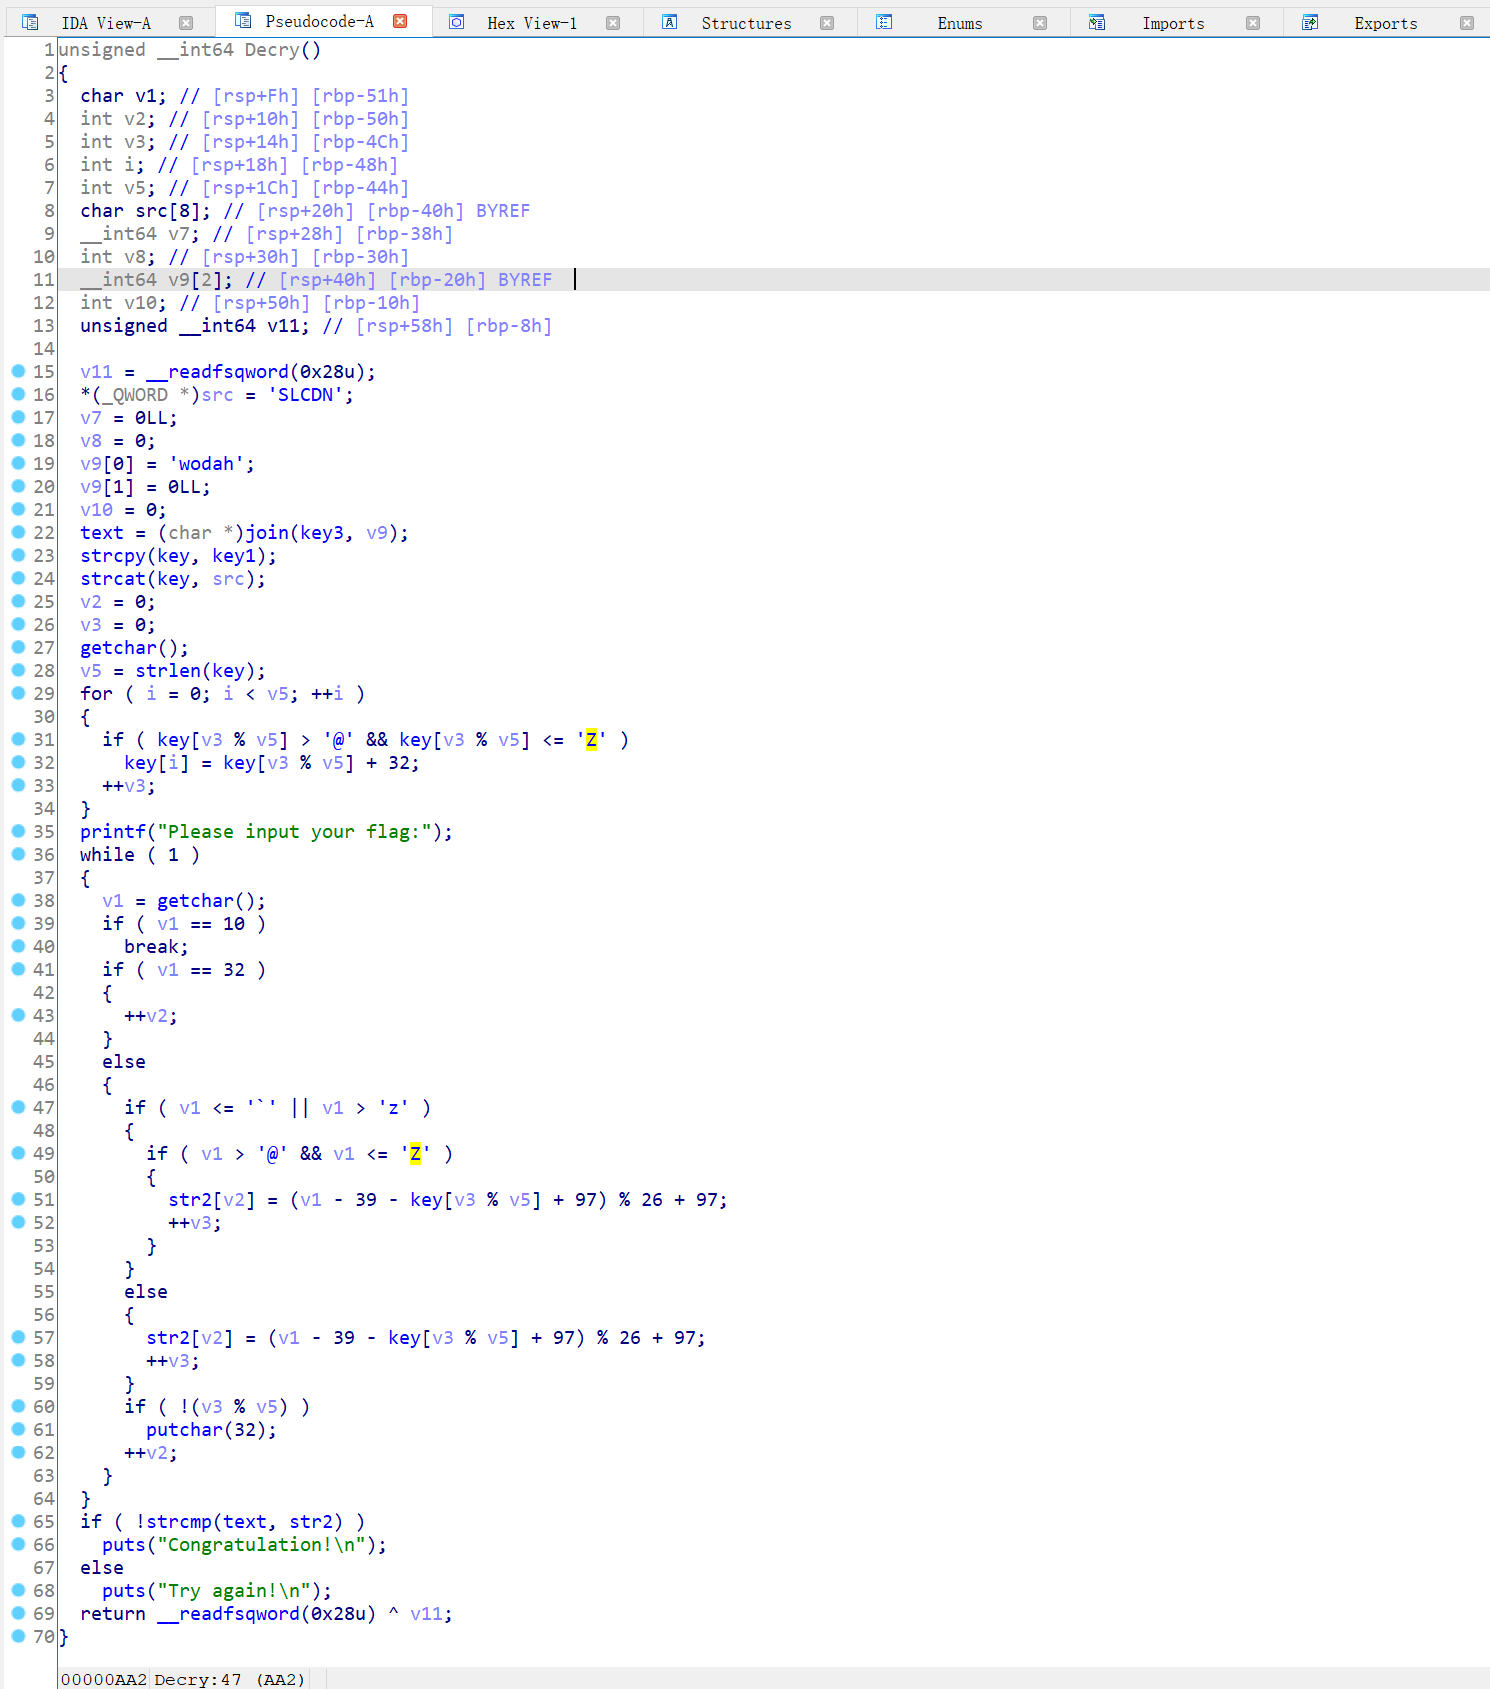 IDA View-A Pseudocode-A Hex View-1 Structures Enums Imports Exports
1 unsigned __int64 Decry()
2 {
3   char v1; // [rsp+Fh] [rbp-51h]
4   int v2; // [rsp+10h] [rbp-50h]
5   int v3; // [rsp+14h] [rbp-4Ch]
6   int i; // [rsp+18h] [rbp-48h]
7   int v5; // [rsp+1Ch] [rbp-44h]
8   char src[8]; // [rsp+20h] [rbp-40h] BYREF
9   __int64 v7; // [rsp+28h] [rbp-38h]
10   int v8; // [rsp+30h] [rbp-30h]
11   __int64 v9[2]; // [rsp+40h] [rbp-20h] BYREF
12   int v10; // [rsp+50h] [rbp-10h]
13   unsigned __int64 v11; // [rsp+58h] [rbp-8h]
14
15   v11 = __readfsqword(0x28u);
16   *(_QWORD *)src = 'SLCDN';
17   v7 = 0LL;
18   v8 = 0;
19   v9[0] = 'wodah';
20   v9[1] = 0LL;
21   v10 = 0;
22   text = (char *)join(key3, v9);
23   strcpy(key, key1);
24   strcat(key, src);
25   v2 = 0;
26   v3 = 0;
27   getchar();
28   v5 = strlen(key);
29   for ( i = 0; i < v5; ++i )
30   {
31     if ( key[v3 % v5] > '@' && key[v3 % v5] <= 'Z' )
32       key[i] = key[v3 % v5] + 32;
33     ++v3;
34   }
35   printf("Please input your flag:");
36   while ( 1 )
37   {
38     v1 = getchar();
39     if ( v1 == 10 )
40       break;
41     if ( v1 == 32 )
42     {
43       ++v2;
44     }
45     else
46     {
47       if ( v1 <= '`' || v1 > 'z' )
48       {
49         if ( v1 > '@' && v1 <= 'Z' )
50         {
51           str2[v2] = (v1 - 39 - key[v3 % v5] + 97) % 26 + 97;
52           ++v3;
53         }
54       }
55       else
56       {
57         str2[v2] = (v1 - 39 - key[v3 % v5] + 97) % 26 + 97;
58         ++v3;
59       }
60       if ( !(v3 % v5) )
61         putchar(32);
62       ++v2;
63     }
64   }
65   if ( !strcmp(text, str2) )
66     puts("Congratulation!\n");
67   else
68     puts("Try again!\n");
69   return __readfsqword(0x28u) ^ v11;
70 }
00000AA2 Decry:47 (AA2)